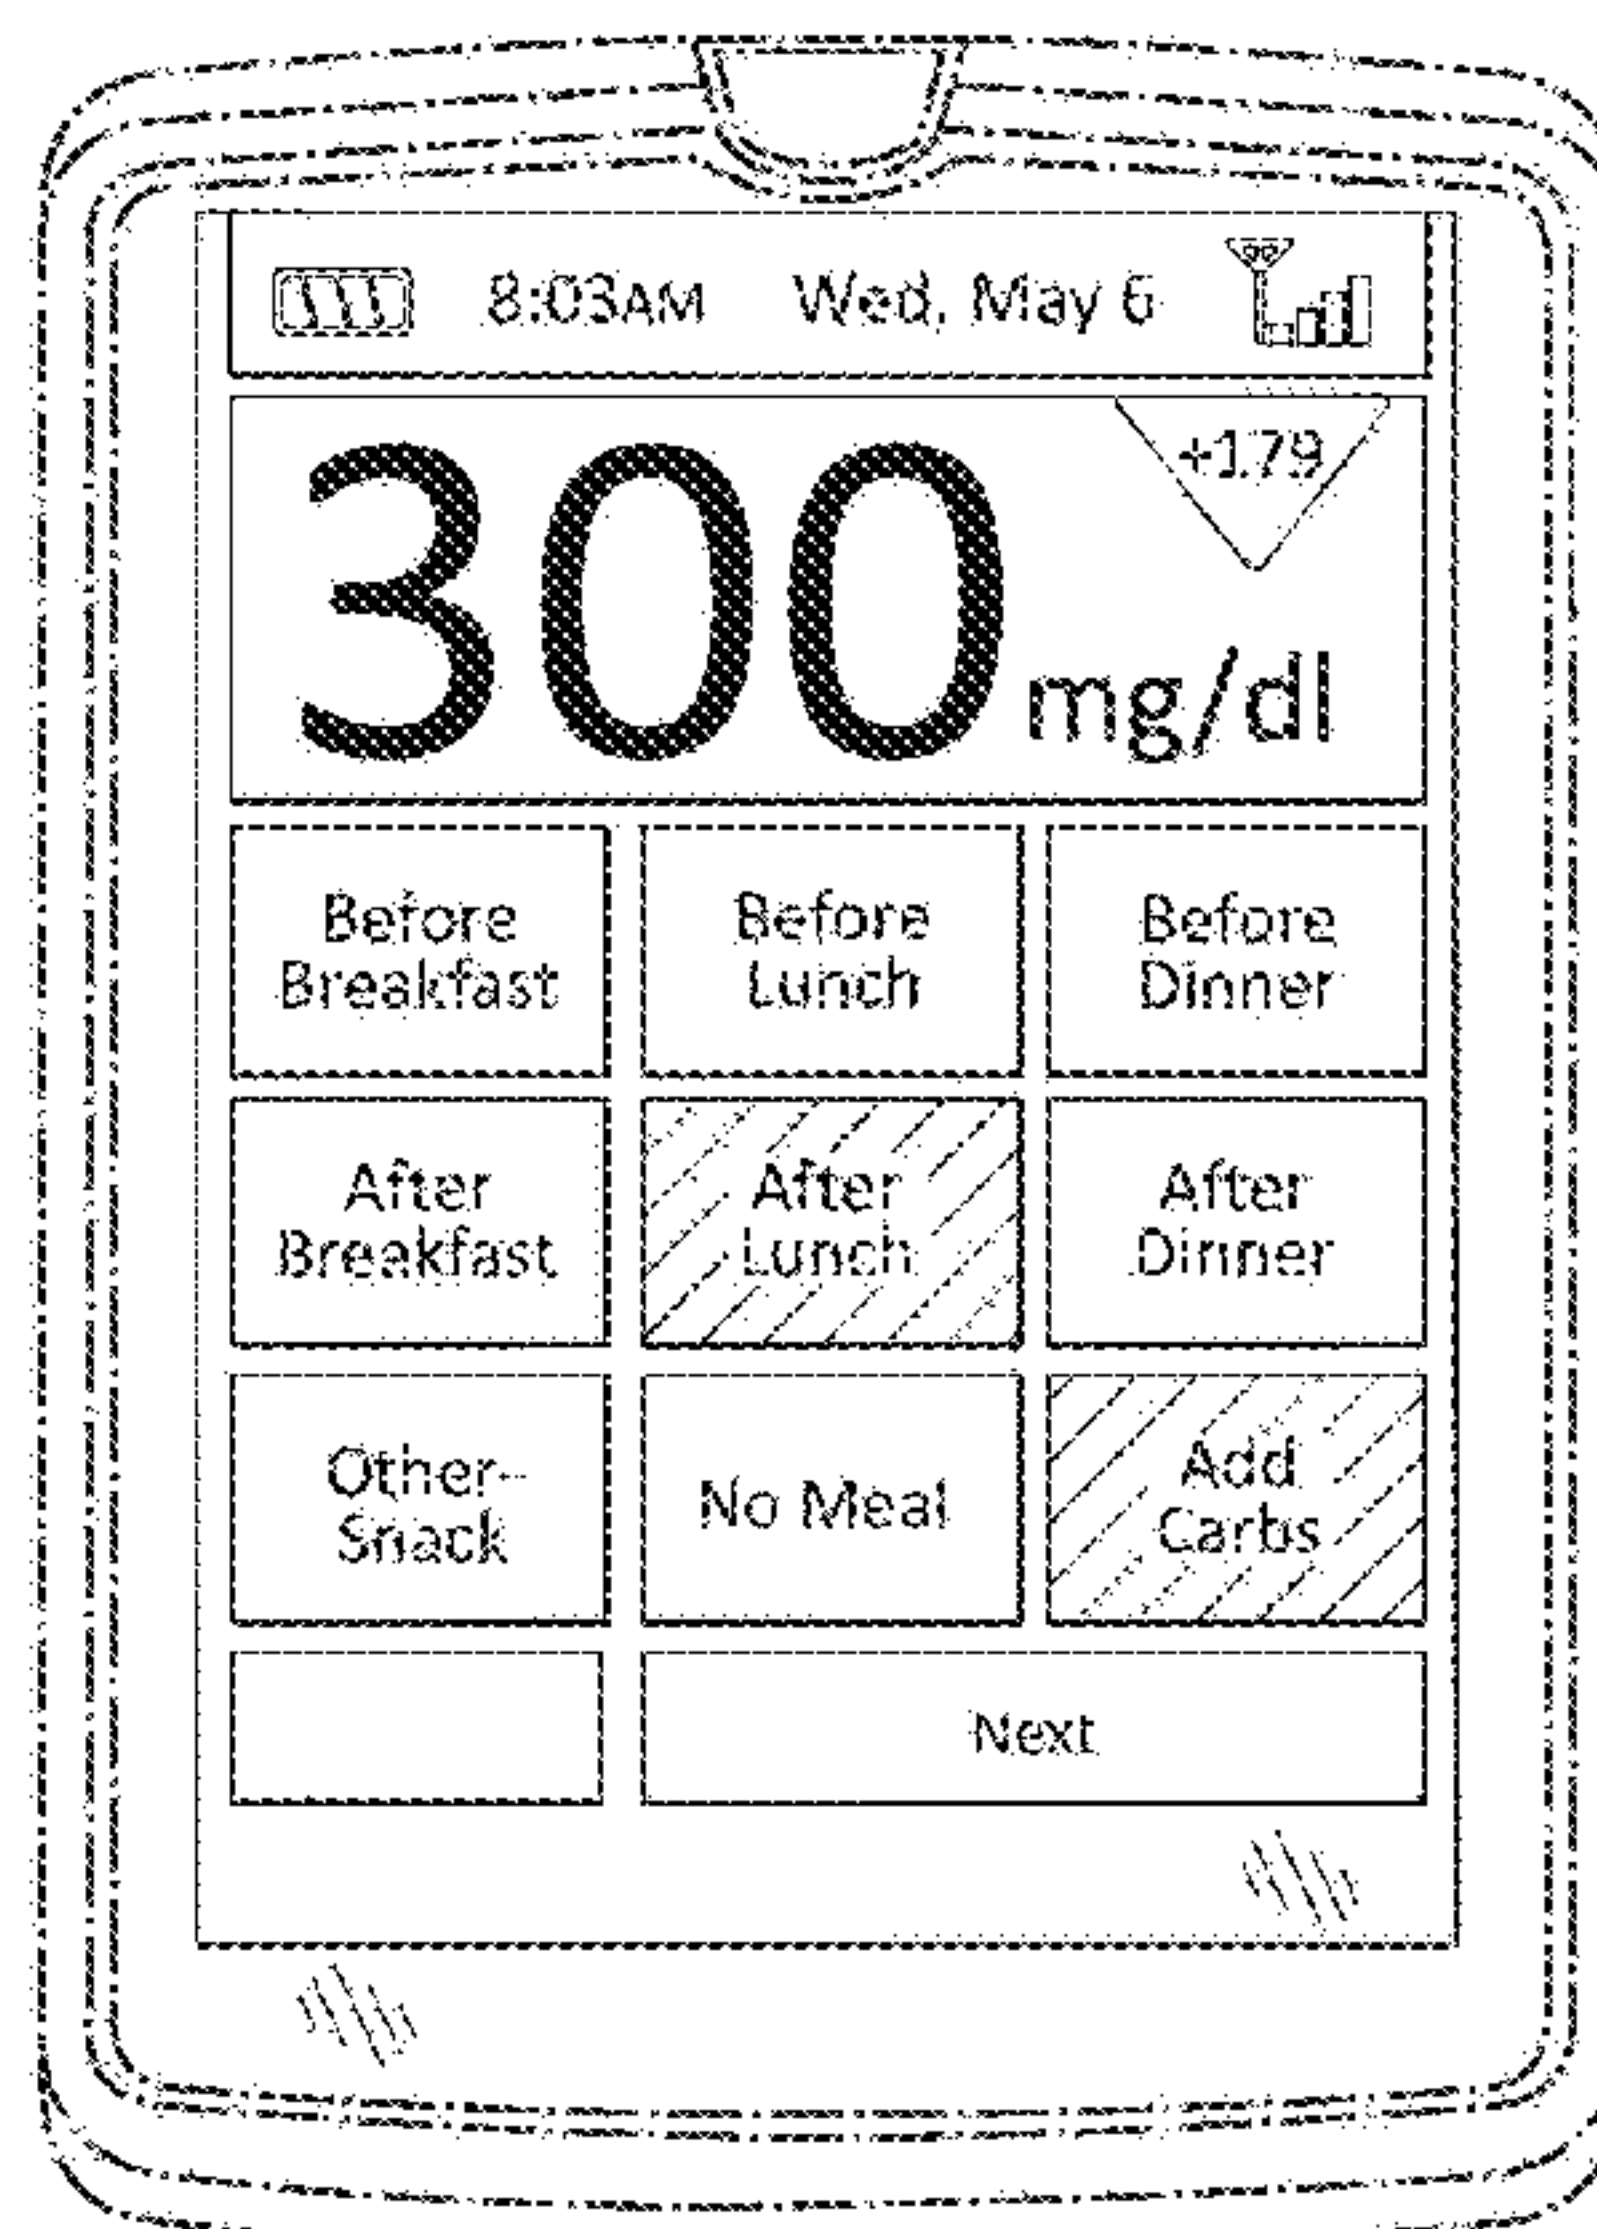 8:03AM Wed, May 6
+179
300 mg/dl
Before Before Before
Breakfast Lunch Dinner
After After After
Breakfast Lunch Dinner
Other- No Meal Add
Snack Carbs
Next